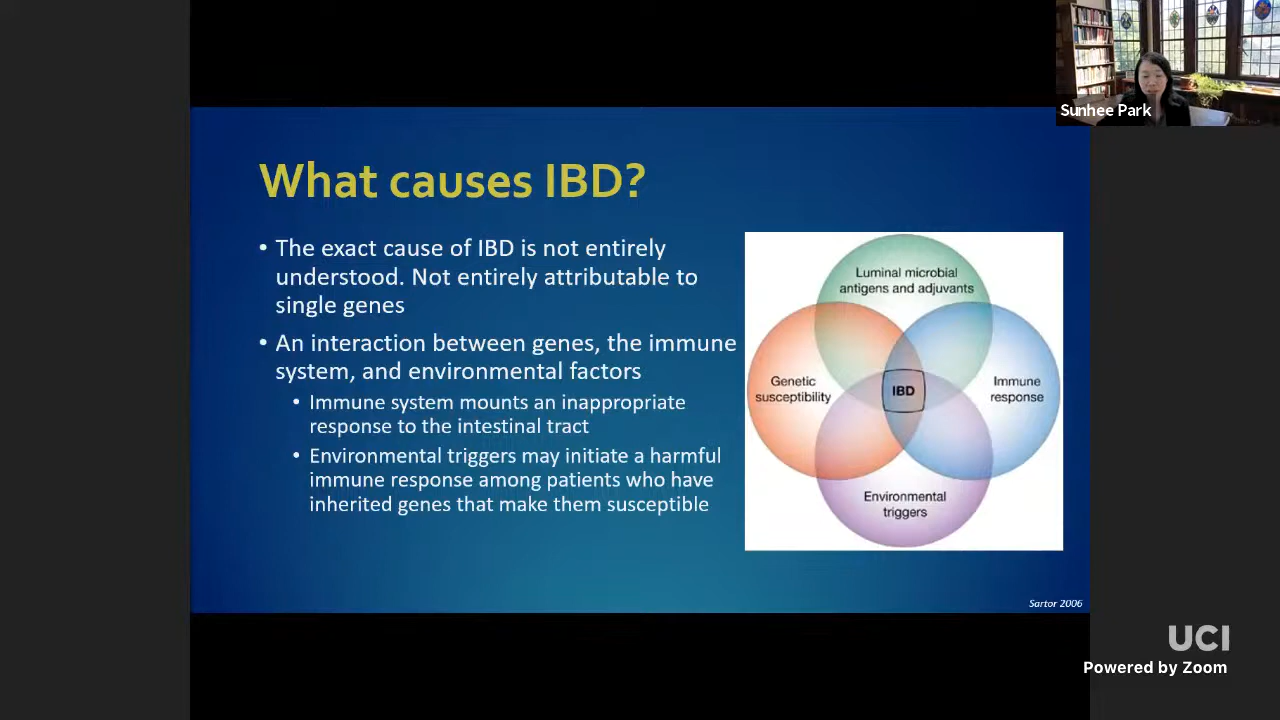 Sunhee Park
What causes IBD?
• The exact cause of IBD is not entirely
understood. Not entirely attributable to
single genes
• An interaction between genes, the immune
system, and environmental factors
• Immune system mounts an inappropriate
response to the intestinal tract
• Environmental triggers may initiate a harmful
immune response among patients who have
inherited genes that make them susceptible
Luminal microbial
antigens and adjuvants
Genetic
susceptibility
IBD
Immune
response
Environmental
triggers
Sartor 2006
UCI
Powered by Zoom